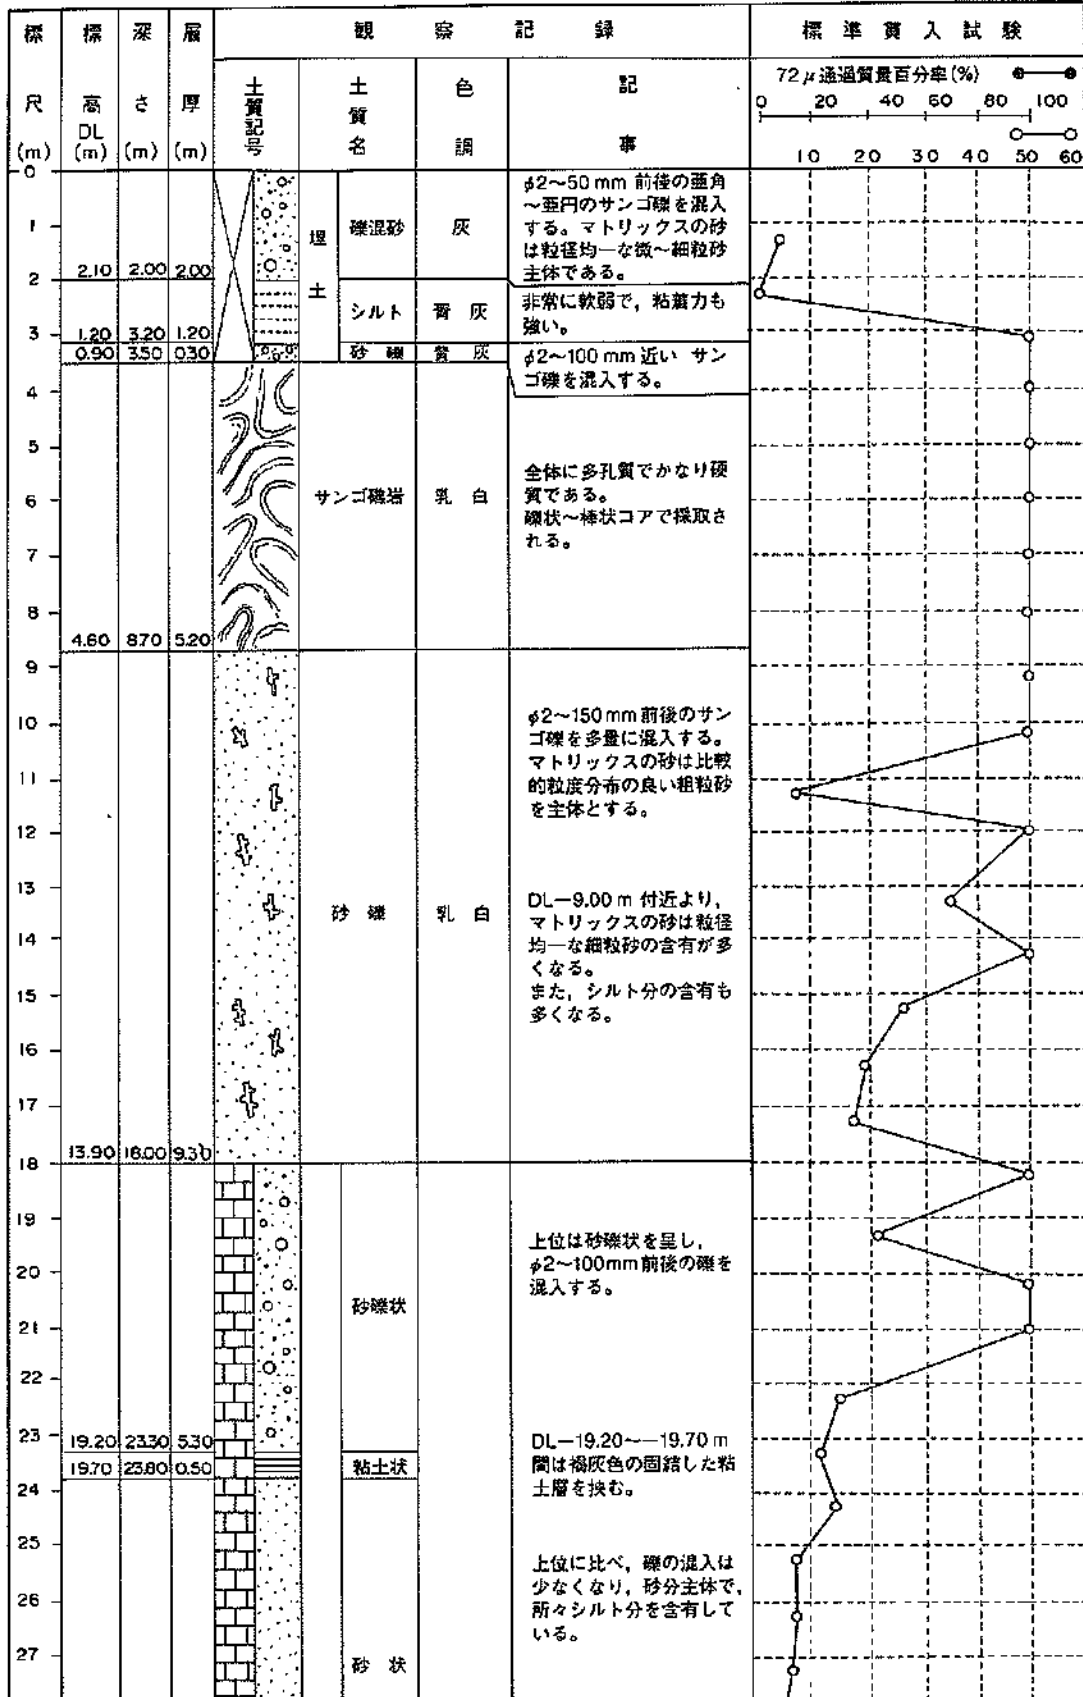 標 標 深 層 観 察 記 録 標 準 貫 入 試 験
尺 高 さ 厚 土質記号 土質名 色調 記事
DL
(m) (m) (m) (m)
72μ通過質量百分率(%)
0 20 40 60 80 100
10 20 30 40 50 60
0
1
2
3
4
5
6
7
8
9
10
11
12
13
14
15
16
17
18
19
20
21
22
23
24
25
26
27
2.10 2.00 2.00
1.20 3.20 1.20
0.90 3.50 0.30
4.60 8.70 5.20
13.90 18.00 9.30
19.20 23.30 5.30
19.70 23.80 0.50
埋土
礫混砂 灰
φ2〜50 mm 前後の亜角
〜亜円のサンゴ礫を混入
する。マトリックスの砂
は粒径均一な微〜細粒砂
主体である。
シルト 青 灰
非常に軟弱で，粘着力も
強い。
砂 礫 黄 灰
φ2〜100 mm 近い サン
ゴ礫を混入する。
サンゴ礁岩 乳 白
全体に多孔質でかなり硬
質である。
礫状〜棒状コアで採取さ
れる。
砂 礫 乳 白
φ2〜150 mm 前後のサン
ゴ礫を多量に混入する。
マトリックスの砂は比較
的粒度分布の良い粗粒砂
を主体とする。
DL—9.00 m 付近より，
マトリックスの砂は粒径
均一な細粒砂の含有が多
くなる。
また，シルト分の含有も
多くなる。
砂礫状
上位は砂礫状を呈し，
φ2〜100mm前後の礫を
混入する。
粘土状
DL—19.20〜—19.70 m
間は褐灰色の固結した粘
土層を挟む。
砂 状
上位に比べ，礫の混入は
少なくなり，砂分主体で，
所々シルト分を含有して
いる。